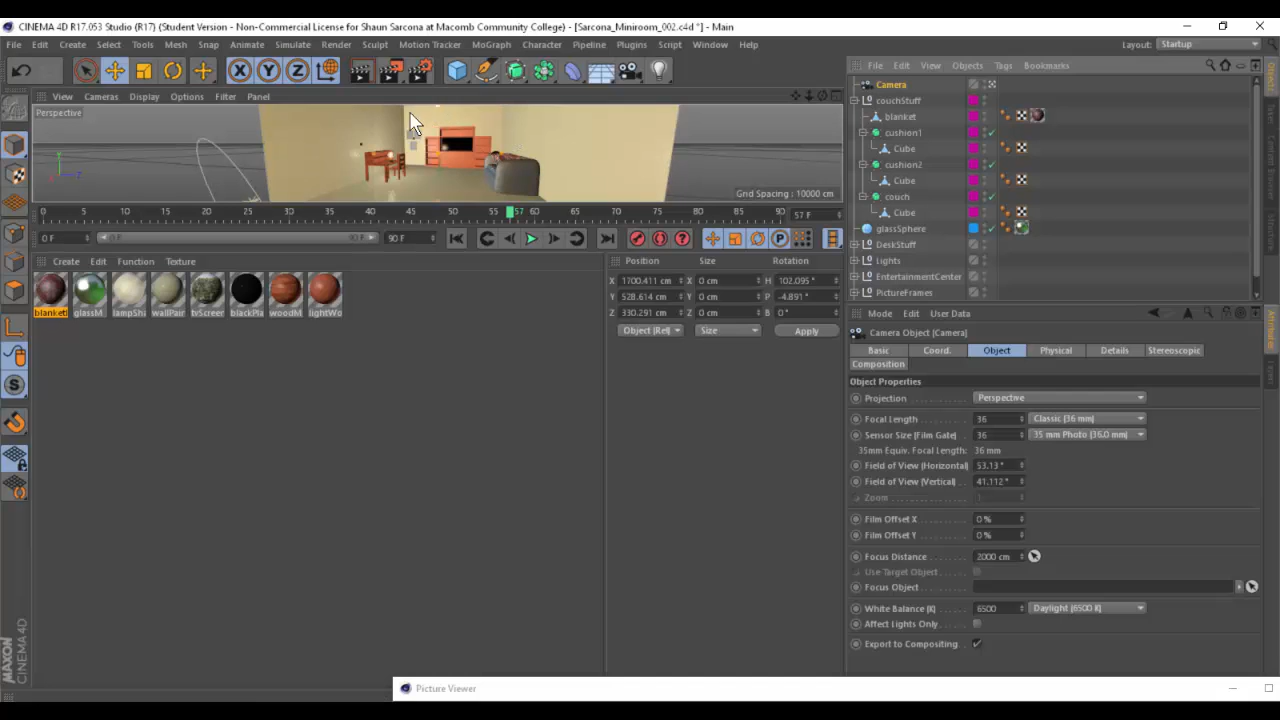 CINEMA 4D R17.053 Studio (R17) (Student Version - Non-Commercial License for Shaun Sarcona at Macomb Community College) - [Sarcona_Miniroom_002.c4d *] - Main
File Edit Create Select Tools Mesh Snap Animate Simulate Render Sculpt Motion Tracker MoGraph Character Pipeline Plugins Script Window Help Layout: Startup
X Y Z
File Edit View Objects Tags Bookmarks
View Cameras Display Options Filter Panel
Perspective
Grid Spacing : 10000 cm
Camera
couchStuff
blanket
cushion1
Cube
cushion2
Cube
couch
Cube
glassSphere
DeskStuff
Lights
EntertainmentCenter
PictureFrames
0 5 10 15 20 25 30 35 40 45 50 57 60 65 70 75 80 85 90 57 F
0 F 0 F 90 F 90 F
Create Edit Function Texture
blanketI glassM lampSha wallPain tvScreer blackPla woodM lightWo
Position Size Rotation
X 1700.411 cm X 0 cm H 102.095 °
Y 528.614 cm Y 0 cm P -4.891 °
Z 330.291 cm Z 0 cm B 0 °
Object (Rel) Size Apply
Mode Edit User Data
Camera Object [Camera]
Basic Coord. Object Physical Details Stereoscopic
Composition
Object Properties
Projection Perspective
Focal Length 36 Classic (36 mm)
Sensor Size (Film Gate) 36 35 mm Photo (36.0 mm)
35mm Equiv. Focal Length: 36 mm
Field of View (Horizontal) 53.13 °
Field of View (Vertical) 41.112 °
Zoom 1
Film Offset X 0 %
Film Offset Y 0 %
Focus Distance 2000 cm
Use Target Object
Focus Object
White Balance (K) 6500 Daylight (6500 K)
Affect Lights Only
Export to Compositing
MAXON
CINEMA 4D
Picture Viewer